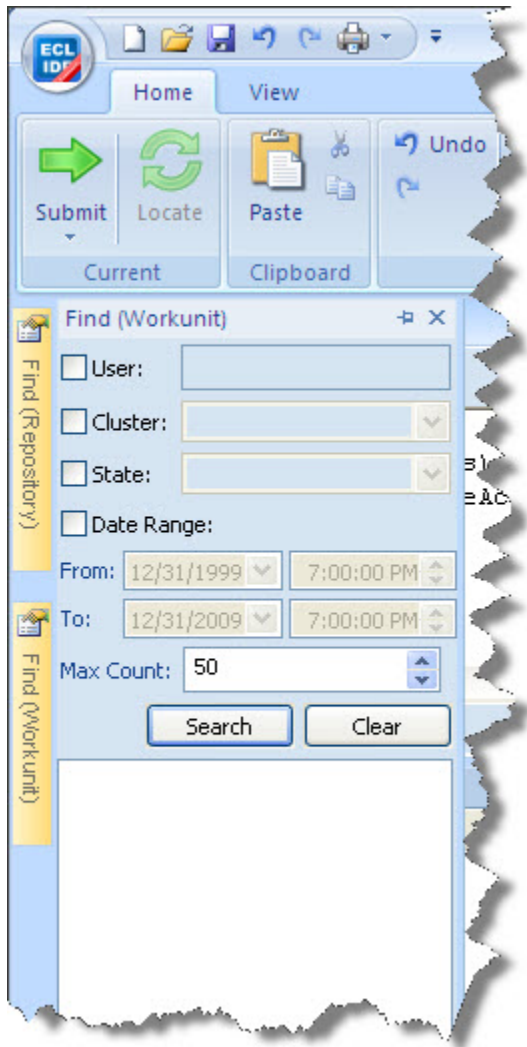 ECL
IDE
Home View
Submit Locate Paste Undo
Current Clipboard
Find (Repository)
Find (Workunit)
Find (Workunit)
User:
Cluster:
State:
Date Range:
From: 12/31/1999 7:00:00 PM
To: 12/31/2009 7:00:00 PM
Max Count: 50
Search Clear